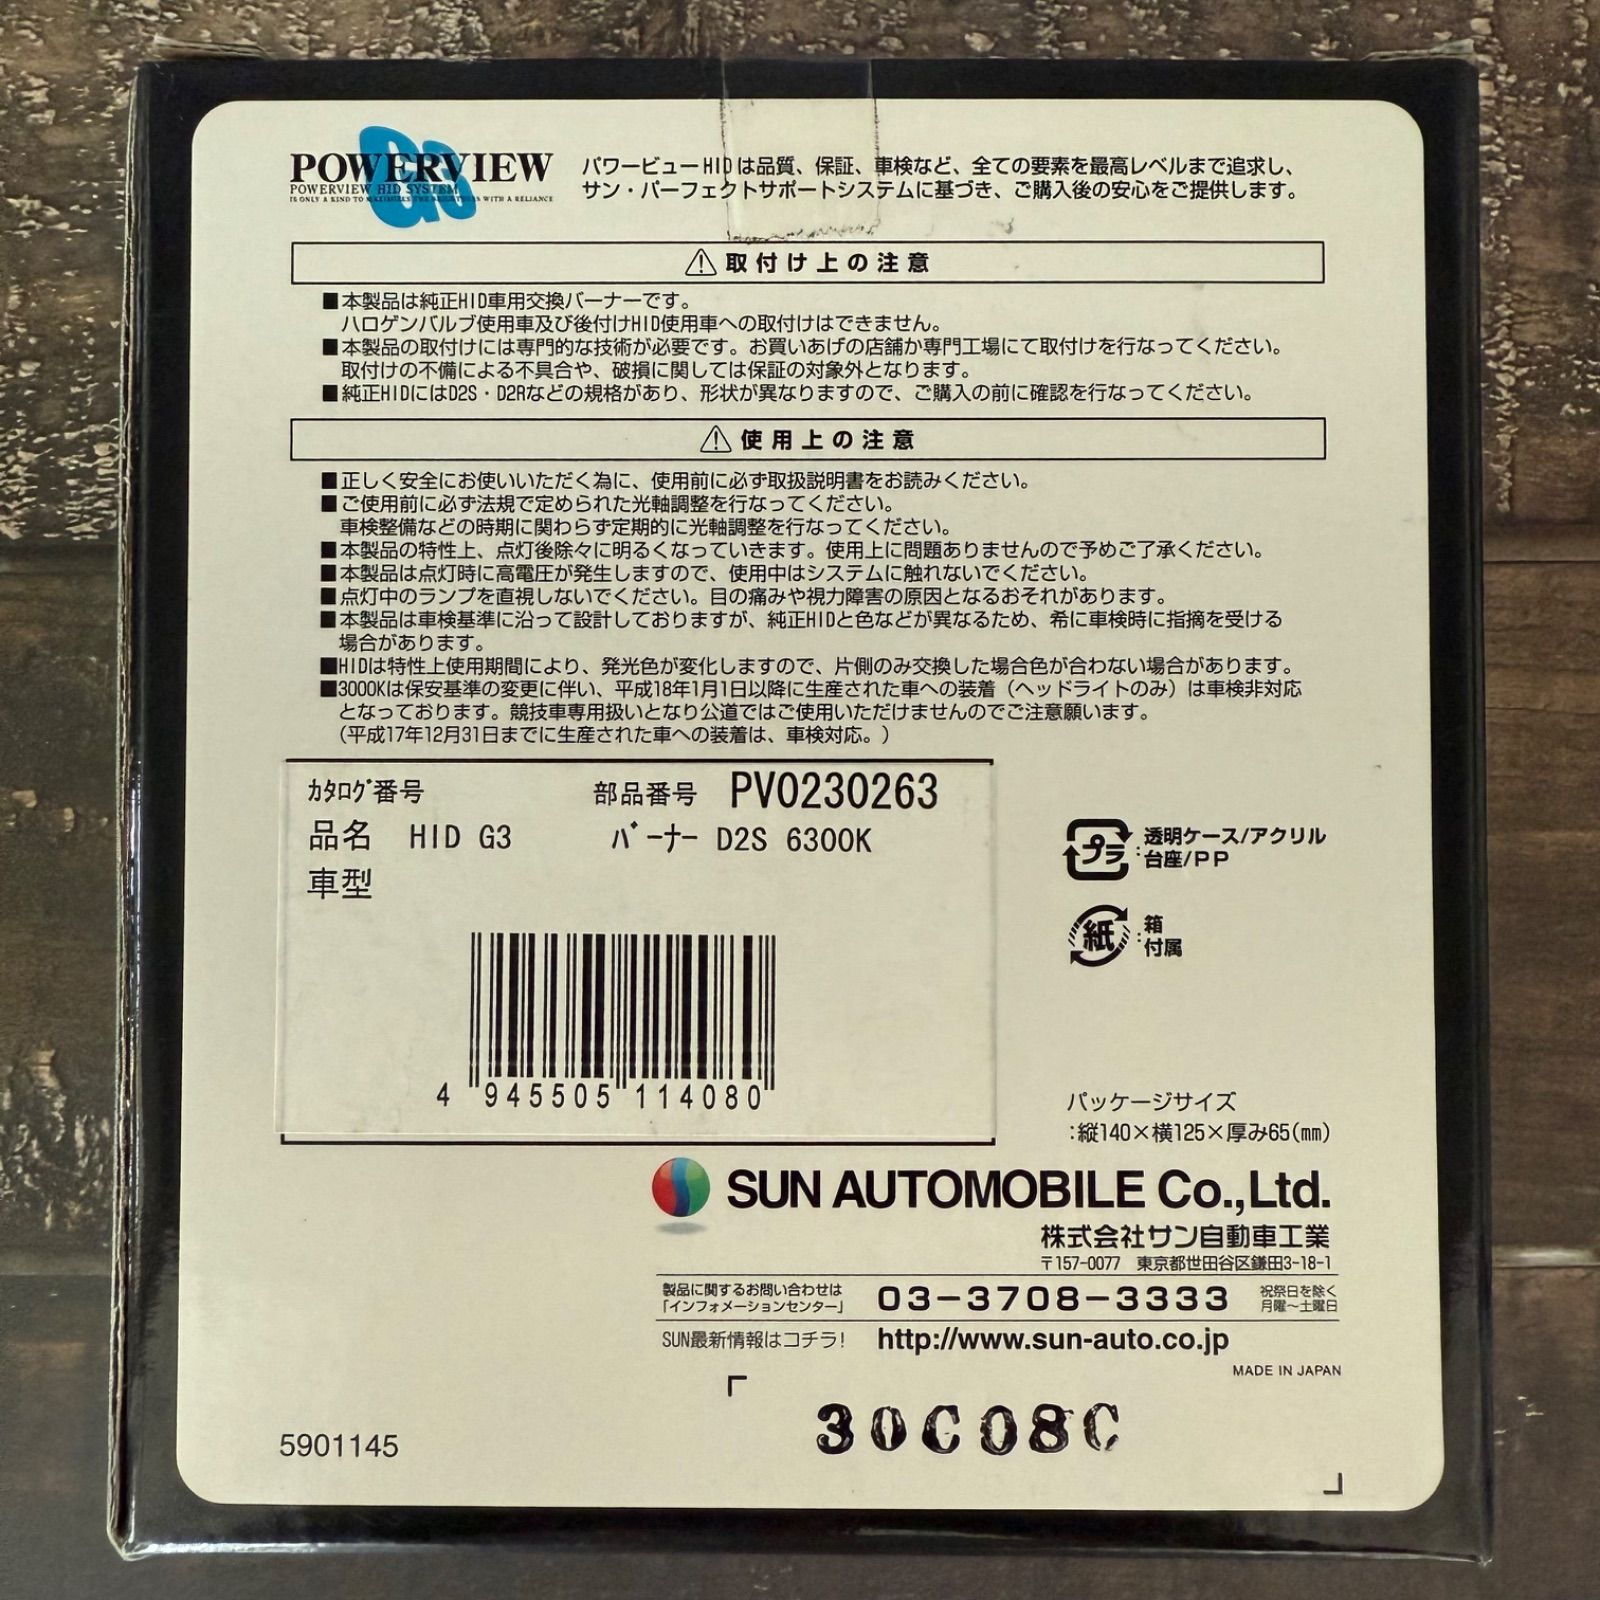 POWERVIEW
POWERVIEW HID SYSTEM
G3
パワービューHIDは品質、保証、車検など、全ての要素を最高レベルまで追求し、
サン・パーフェクトサポートシステムに基づき、ご購入後の安心をご提供します。
⚠取付け上の注意
■本製品は純正HID車用交換バーナーです。
ハロゲンバルブ使用車及び後付けHID使用車への取付けはできません。
■本製品の取付けには専門的な技術が必要です。お買いあげの店舗か専門工場にて取付けを行なってください。
取付けの不備による不具合や、破損に関しては保証の対象外となります。
■純正HIDにはD2S・D2Rなどの規格があり、形状が異なりますので、ご購入の前に確認を行なってください。
⚠使用上の注意
■正しく安全にお使いいただく為に、使用前に必ず取扱説明書をお読みください。
■ご使用前に必ず法規で定められた光軸調整を行なってください。
車検整備などの時期に関わらず定期的に光軸調整を行なってください。
■本製品の特性上、点灯後除々に明るくなっていきます。使用上に問題ありませんので予めご了承ください。
■本製品は点灯時に高電圧が発生しますので、使用中はシステムに触れないでください。
■点灯中のランプを直視しないでください。目の痛みや視力障害の原因となるおそれがあります。
■本製品は車検基準に沿って設計しておりますが、純正HIDと色などが異なるため、希に車検時に指摘を受ける
場合があります。
■HIDは特性上使用期間により、発光色が変化しますので、片側のみ交換した場合色が合わない場合があります。
■3000Kは保安基準の変更に伴い、平成18年1月1日以降に生産された車への装着（ヘッドライトのみ）は車検非対応
となっております。競技車専用扱いとなり公道ではご使用いただけませんのでご注意願います。
（平成17年12月31日までに生産された車への装着は、車検対応。）
ｶﾀﾛｸﾞ番号 部品番号 PV0230263
品名 HID G3 ﾊﾞｰﾅｰ D2S 6300K
車型
4 945505 114080
プラ : 透明ケース/アクリル
台座/PP
紙 : 箱
付属
パッケージサイズ
:縦140×横125×厚み65(㎜)
SUN AUTOMOBILE Co.,Ltd.
株式会社サン自動車工業
〒157-0077 東京都世田谷区鎌田3-18-1
製品に関するお問い合わせは
「インフォメーションセンター」
03-3708-3333
祝祭日を除く
月曜〜土曜日
SUN最新情報はコチラ! http://www.sun-auto.co.jp
MADE IN JAPAN
30C08C
5901145